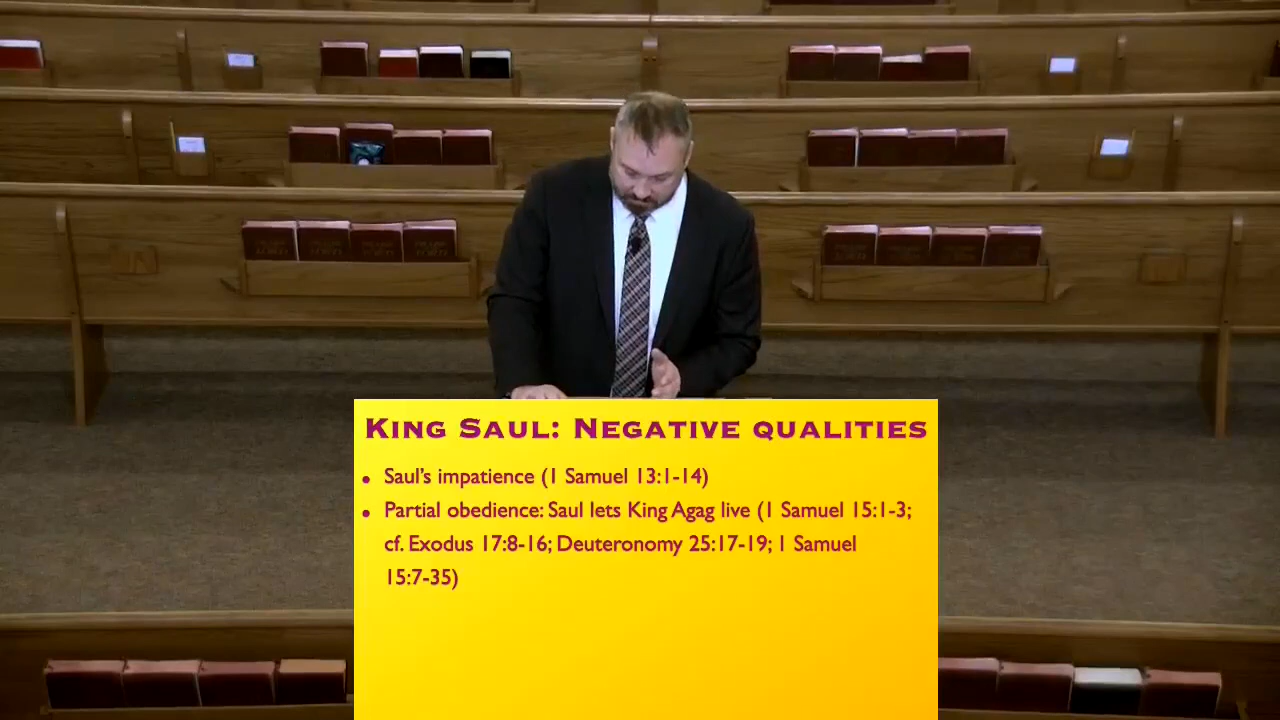 King Saul: Negative qualities
• Saul's impatience (1 Samuel 13:1-14)
• Partial obedience: Saul lets King Agag live (1 Samuel 15:1-3;
cf. Exodus 17:8-16; Deuteronomy 25:17-19; 1 Samuel
15:7-35)